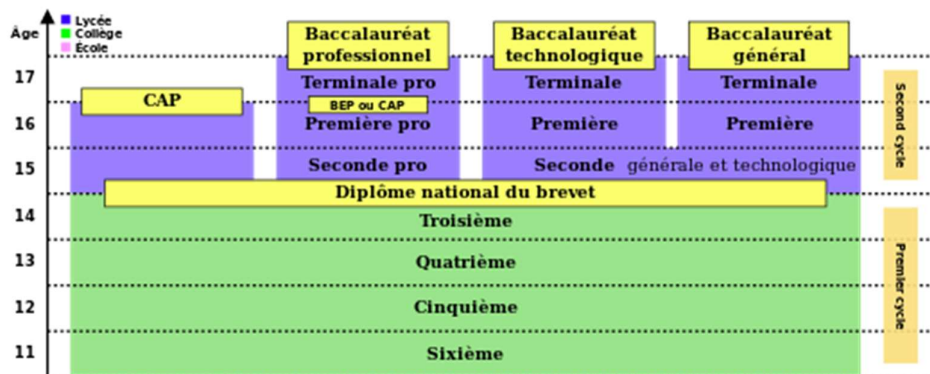 Âge
Lycée
Collège
École
Baccalauréat
professionnel
Baccalauréat
technologique
Baccalauréat
général
17
Terminale pro
Terminale
Terminale
CAP
BEP ou CAP
16
Première pro
Première
Première
15
Seconde pro
Seconde générale et technologique
Second cycle
Diplôme national du brevet
14
Troisième
13
Quatrième
12
Cinquième
11
Sixième
Premier cycle